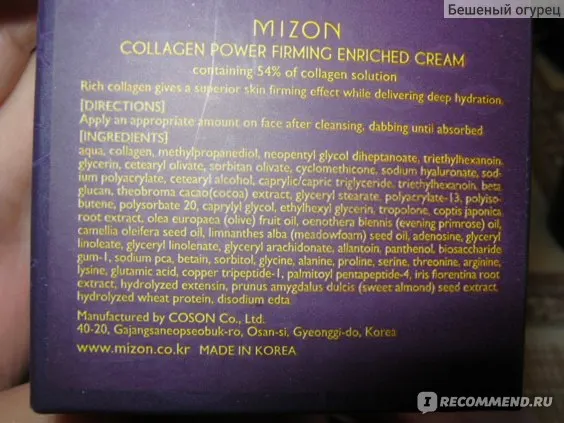 Бешеный огурец
MIZON
COLLAGEN POWER FIRMING ENRICHED CREAM
containing 54% of collagen solution
Rich collagen gives a superior skin firming effect while delivering deep hydration.
[DIRECTIONS]
Apply an appropriate amount on face after cleansing, dabbing until absorbed
[INGREDIENTS]
aqua, collagen, methylpropanediol, neopentyl glycol diheptanoate, triethylhexanoin,
glycerin, cetearyl olivate, sorbitan olivate, cyclomethicone, sodium hyaluronate, sod-
ium polyacrylate, cetearyl alcohol, caprylic/capric triglyceride, triethylhexanoin, beta
glucan, theobroma cacao(cocoa) extract, glyceryl stearate, polyacrylate-13, polyiso-
butene, polysorbate 20, caprylyl glycol, ethylhexyl glycerin, tropolone, coptis japonica
root extract, olea europaea (olive) fruit oil, oenothera biennis (evening primrose) oil,
camellia oleifera seed oil, limnanthes alba (meadowfoam) seed oil, adenosine, glyceryl
linoleate, glyceryl linolenate, glyceryl arachidonate, allantoin, panthenol, biosaccharide
gum-1, sodium pca, betain, sorbitol, glycine, alanine, proline, serine, threonine, arginine,
lysine, glutamic acid, copper tripeptide-1, palmitoyl pentapeptide-4, iris florentina root
extract, hydrolyzed extensin, prunus amygdalus dulcis (sweet almond) seed extract,
hydrolyzed wheat protein, disodium edta
Manufactured by COSON Co., Ltd.
40-20, Gajangsaneopseobuk-ro, Osan-si, Gyeonggi-do, Korea
www.mizon.co.kr MADE IN KOREA
IRECOMMEND.RU